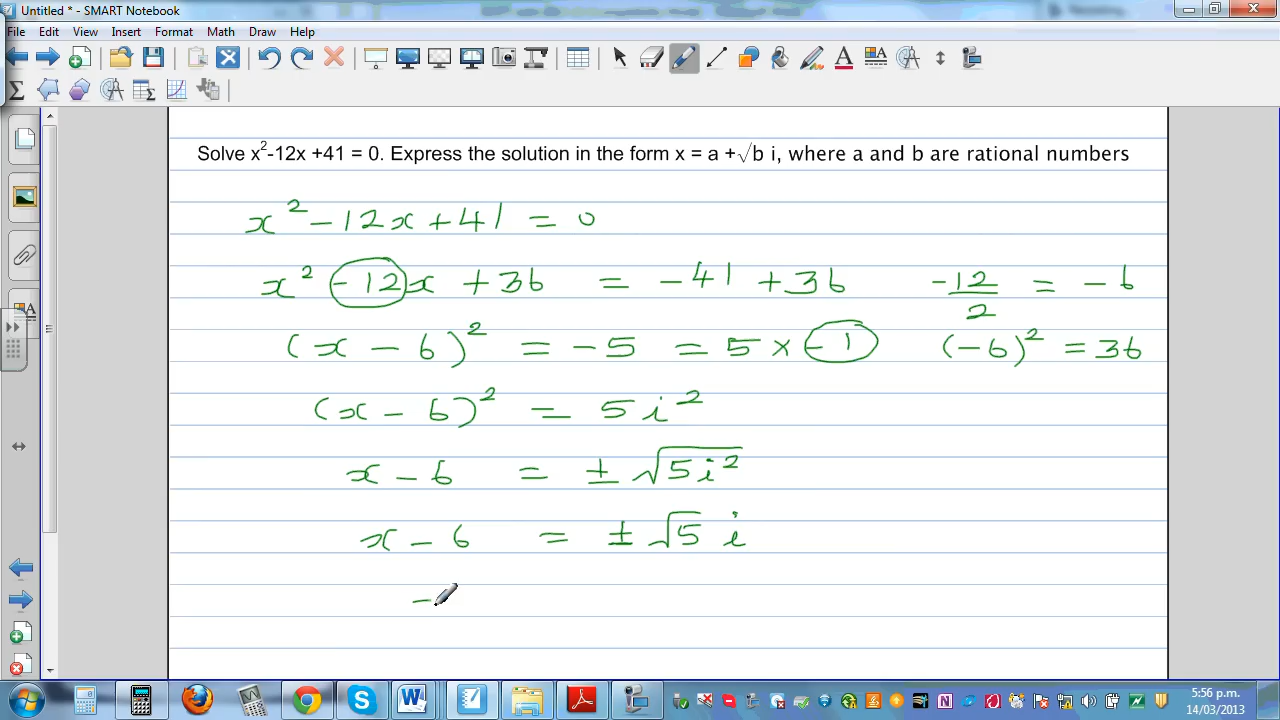 Untitled * - SMART Notebook
File Edit View Insert Format Math Draw Help
Solve x²-12x +41 = 0. Express the solution in the form x = a +√b i, where a and b are rational numbers
x² - 12x + 41 = 0
x² - 12x + 36 = - 41 + 36
-12/2 = - 6
(x - 6)² = - 5 = 5 × - 1
(-6)² = 36
(x - 6)² = 5i²
x - 6 = ± √5i²
x - 6 = ± √5 i
-
5:56 p.m.
14/03/2013